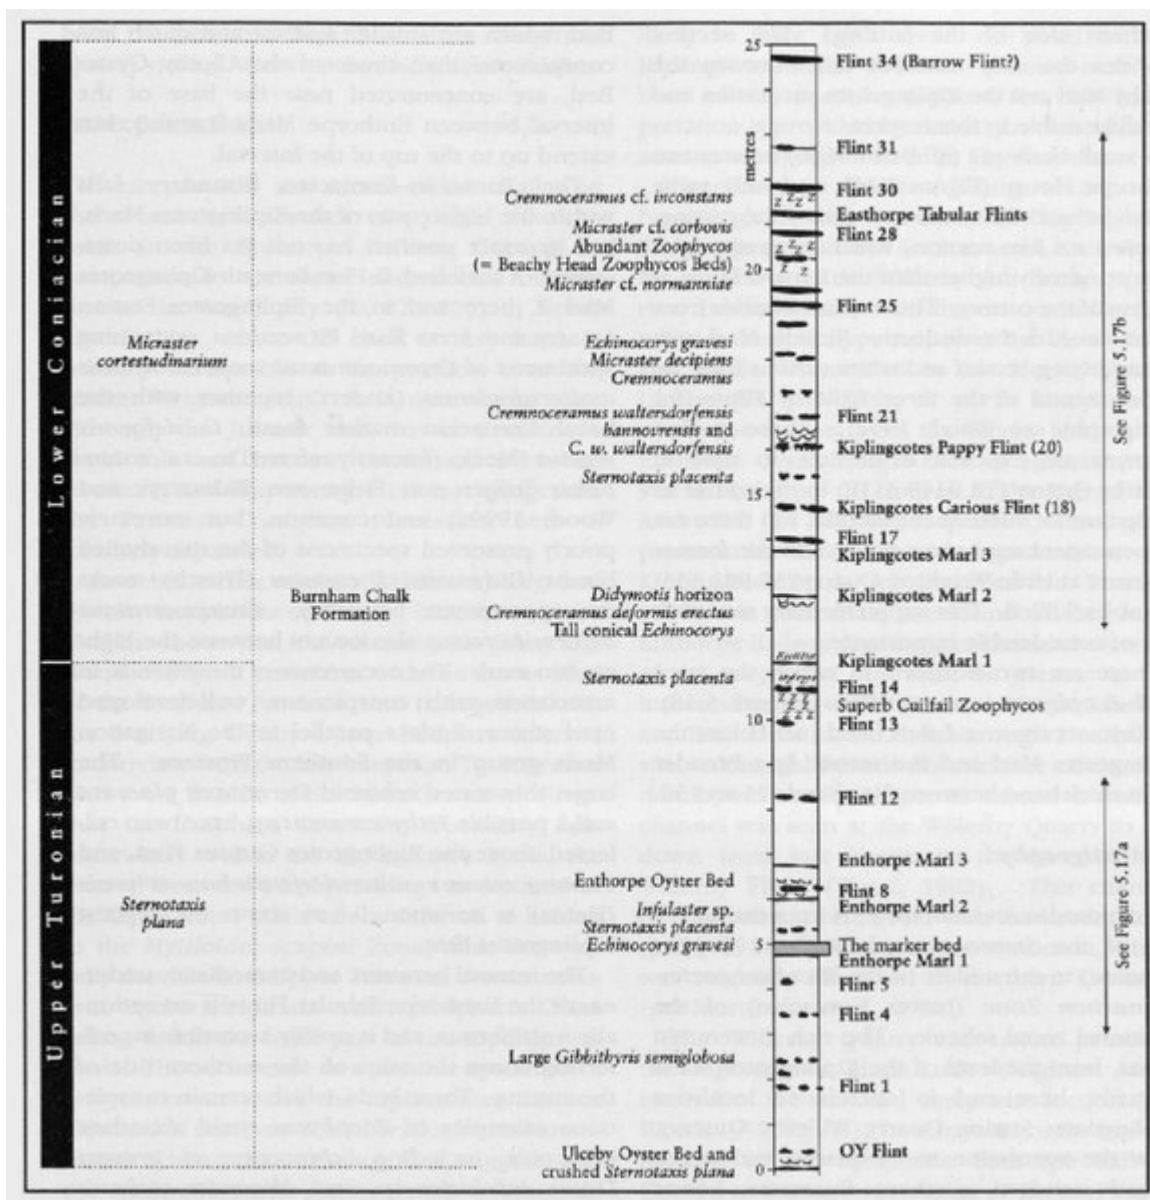 Lower Coniacian
Upper Turonian
Micraster
cortestudinarium
Sternotaxis
plana
Burnham Chalk
Formation
Cremnoceramus cf. inconstans
Micraster cf. corbovis
Abundant Zoophycos
(= Beachy Head Zoophycos Beds)
Micraster cf. normanniae
Echinocarys gravesi
Micraster decipiens
Cremnoceramus
Cremnoceramus waltersdorfensis
hannovrensis and
C. w. waltersdorfensis
Sternotaxis placenta
Didymotis horizon
Cremnoceramus deformis erectus
Tall conical Echinocorys
Sternotaxis placenta
Enthorpe Oyster Bed
Infulaster sp.
Sternotaxis placenta
Echinocorys gravesi
Large Gibbithyris semiglobosa
Ulceby Oyster Bed and
crushed Sternotaxis plana
metres
25
20
15
10
5
0
Flint 34 (Barrow Flint?)
Flint 31
Flint 30
Easthorpe Tabular Flints
Flint 28
Flint 25
Flint 21
Kiplingcotes Pappy Flint (20)
Kiplingcotes Carious Flint (18)
Flint 17
Kiplingcotes Marl 3
Kiplingcotes Marl 2
Kiplingcotes Marl 1
Flint 14
Superb Cuilfail Zoophycos
Flint 13
Flint 12
Enthorpe Marl 3
Flint 8
Enthorpe Marl 2
The marker bed
Enthorpe Marl 1
Flint 5
Flint 4
Flint 1
OY Flint
See Figure 5.17b
See Figure 5.17a